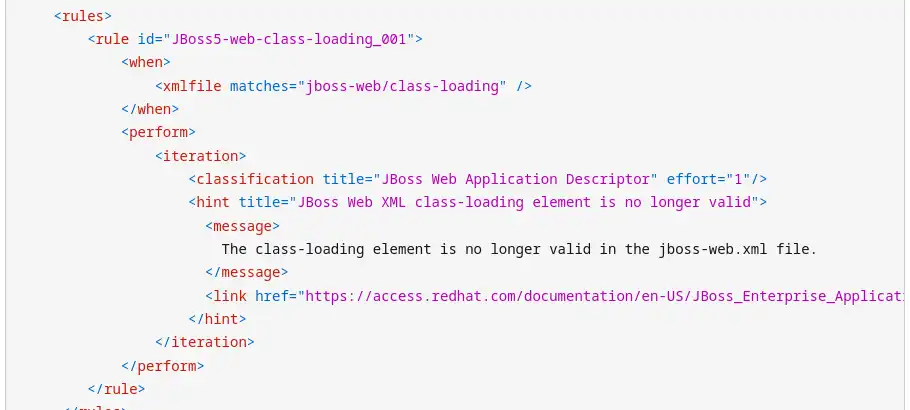 <rules>
<rule id="JBoss5-web-class-loading_001">
<when>
<xmlfile matches="jboss-web/class-loading" />
</when>
<perform>
<iteration>
<classification title="JBoss Web Application Descriptor" effort="1"/>
<hint title="JBoss Web XML class-loading element is no longer valid">
<message>
The class-loading element is no longer valid in the jboss-web.xml file.
</message>
<link href="https://access.redhat.com/documentation/en-US/JBoss_Enterprise_Applicati
</hint>
</iteration>
</perform>
</rule>
</rules>